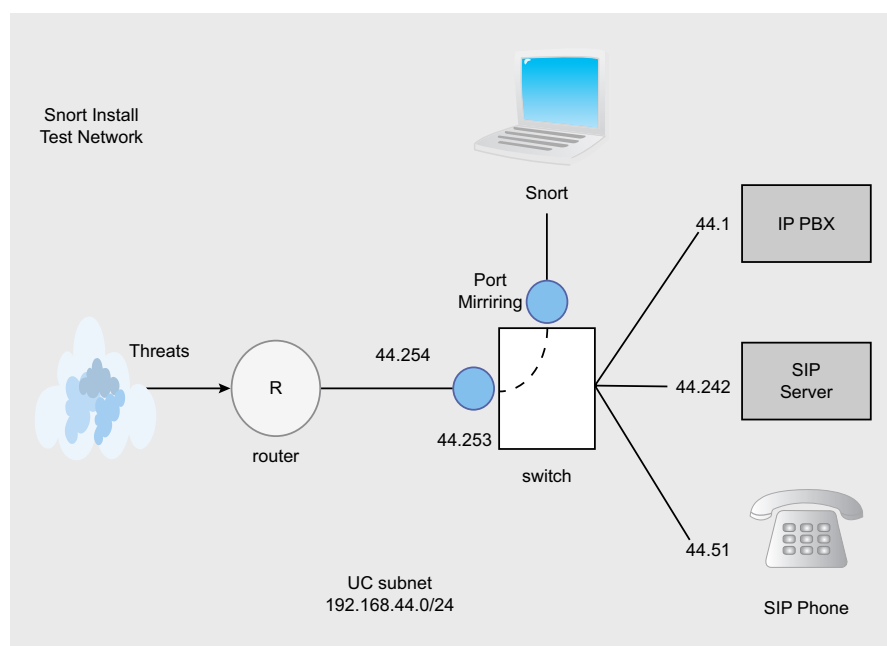 Snort Install
Test Network
Snort
44.1
IP PBX
Port
Mirriring
Threats
44.254
R
44.242
SIP
Server
44.253
router
switch
44.51
UC subnet
192.168.44.0/24
SIP Phone